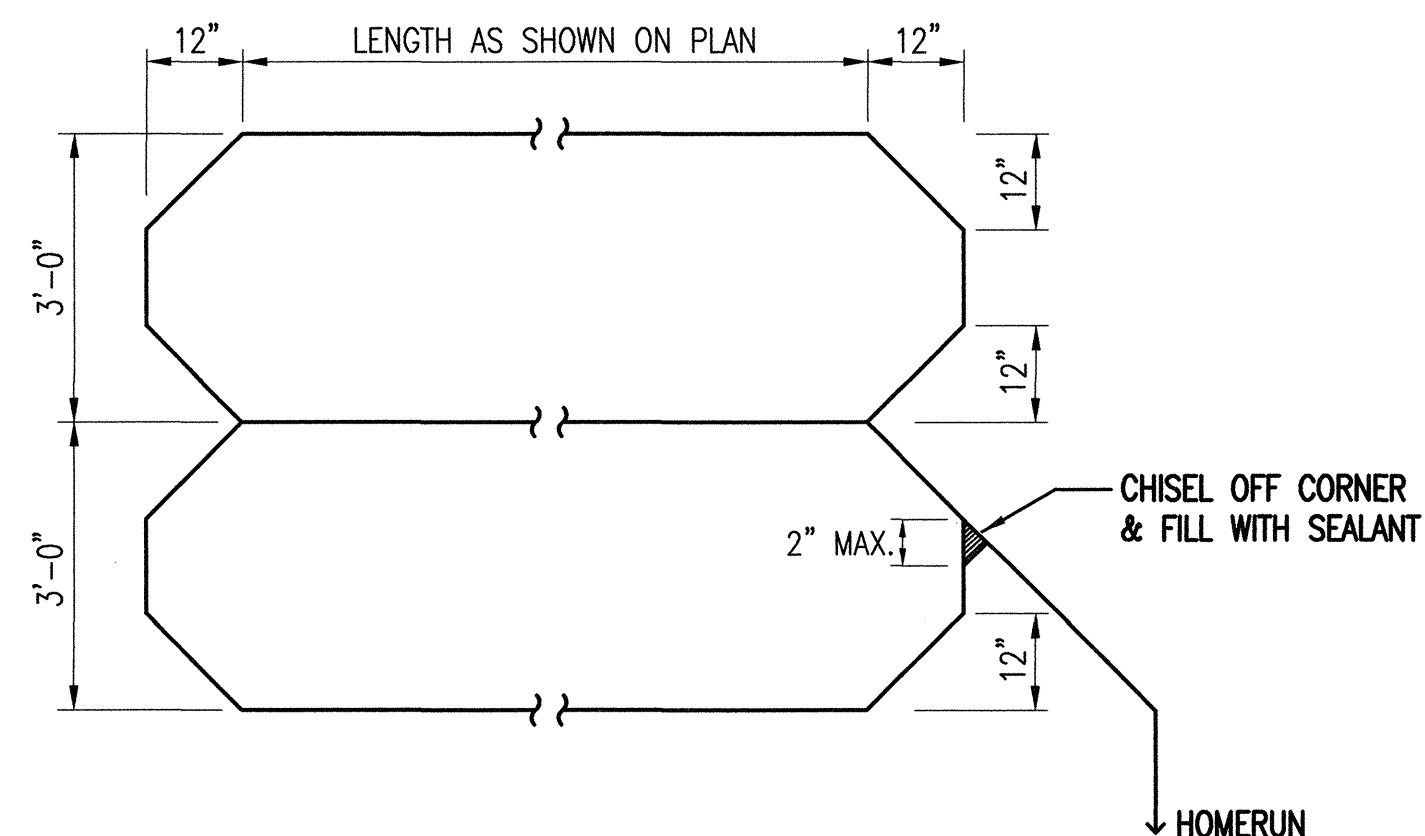 12” LENGTH AS SHOWN ON PLAN 12”
12”
3'-0”
12”
CHISEL OFF CORNER
& FILL WITH SEALANT
2” MAX.
3'-0”
12”
HOMERUN